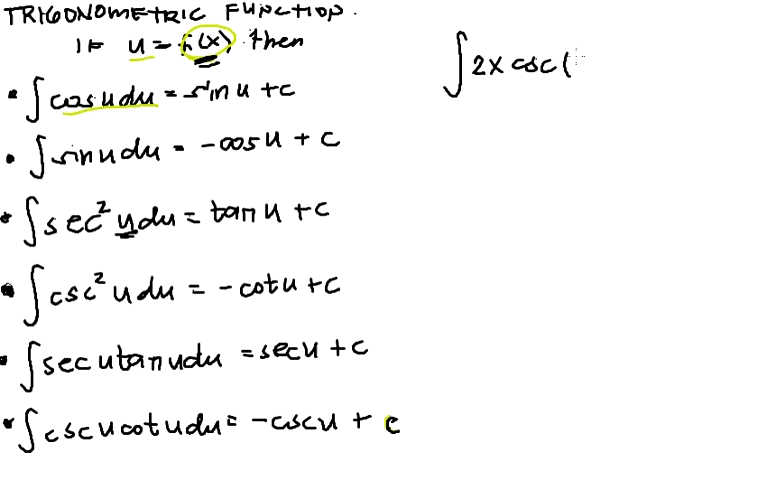 TRIGONOMETRIC FUNCTION.
IF u = f(x) then
• ∫ cos u du = sin u + c
• ∫ sin u du = -cos u + c
• ∫ sec² u du = tan u + c
• ∫ csc² u du = -cot u + c
• ∫ sec u tan u du = sec u + c
• ∫ csc u cot u du = -csc u + c
∫ 2x csc (